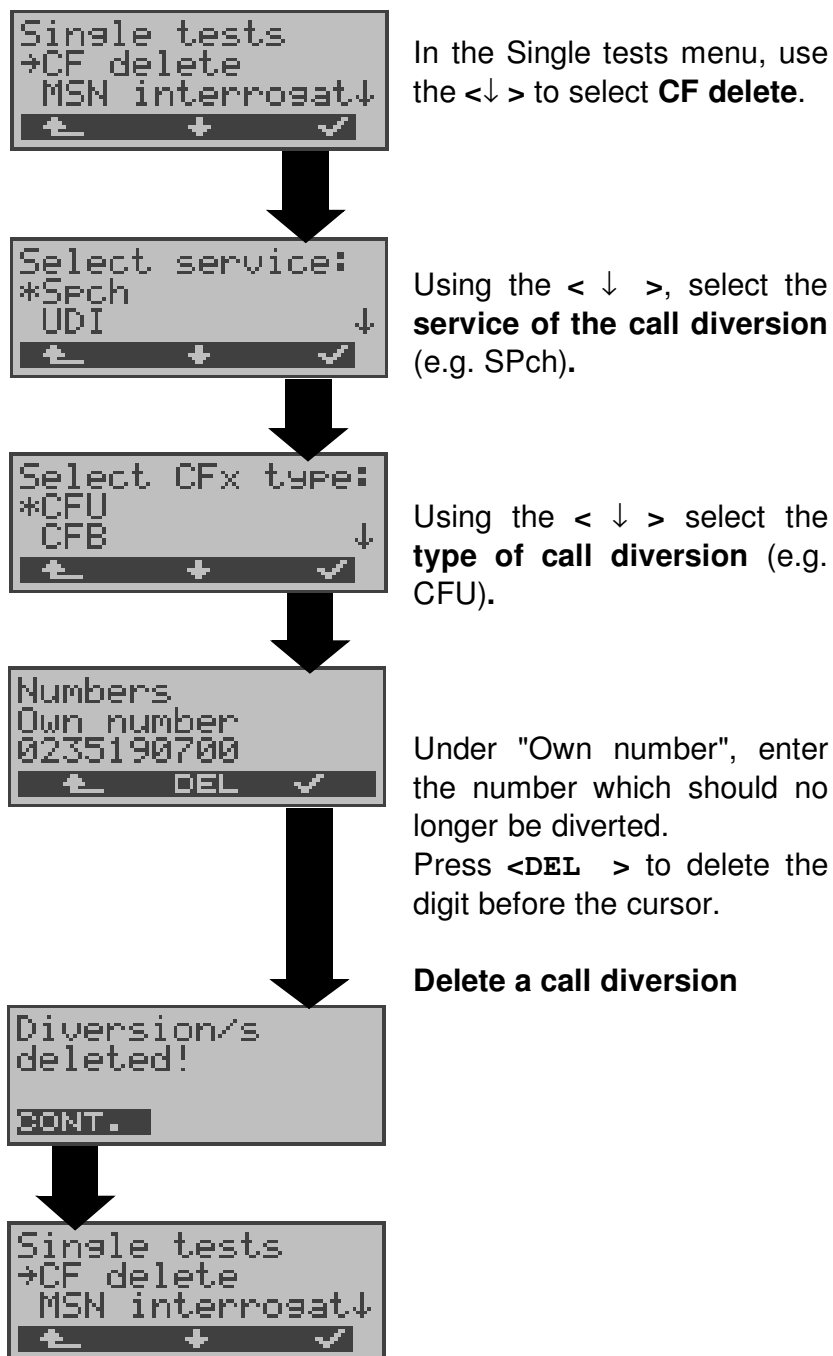 Single tests
→CF delete
MSN interrogat↓
In the Single tests menu, use
the <↓ > to select CF delete.
Select service:
*Spch
UDI ↓
Using the < ↓ >, select the
service of the call diversion
(e.g. SPch).
Select CFx type:
*CFU
CFB ↓
Using the < ↓ > select the
type of call diversion (e.g.
CFU).
Numbers
Own number
0235190700
DEL
Under "Own number", enter
the number which should no
longer be diverted.
Press <DEL > to delete the
digit before the cursor.
Delete a call diversion
Diversion/s
deleted!
CONT.
Single tests
→CF delete
MSN interrogat↓